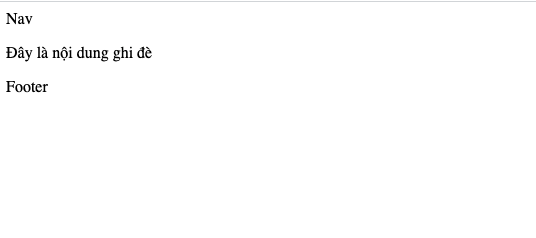 Nav
Đây là nội dung ghi đè
Footer